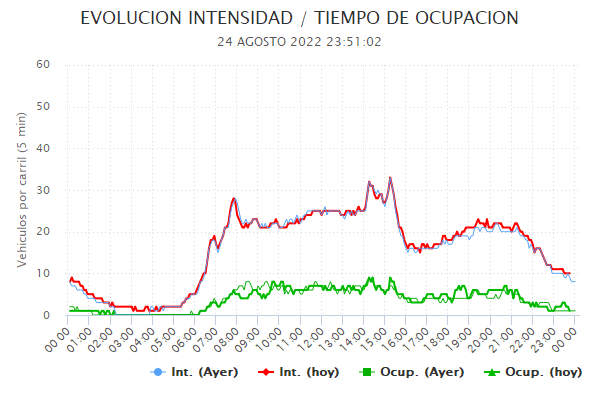 EVOLUCION INTENSIDAD / TIEMPO DE OCUPACION
24 AGOSTO 2022 23:51:02
Vehiculos por carril (5 min)
60
50
40
30
20
10
0
00:00 01:00 02:00 03:00 04:00 05:00 06:00 07:00 08:00 09:00 10:00 11:00 12:00 13:00 14:00 15:00 16:00 17:00 18:00 19:00 20:00 21:00 22:00 23:00 00:00
Int. (Ayer) Int. (hoy) Ocup. (Ayer) Ocup. (hoy)